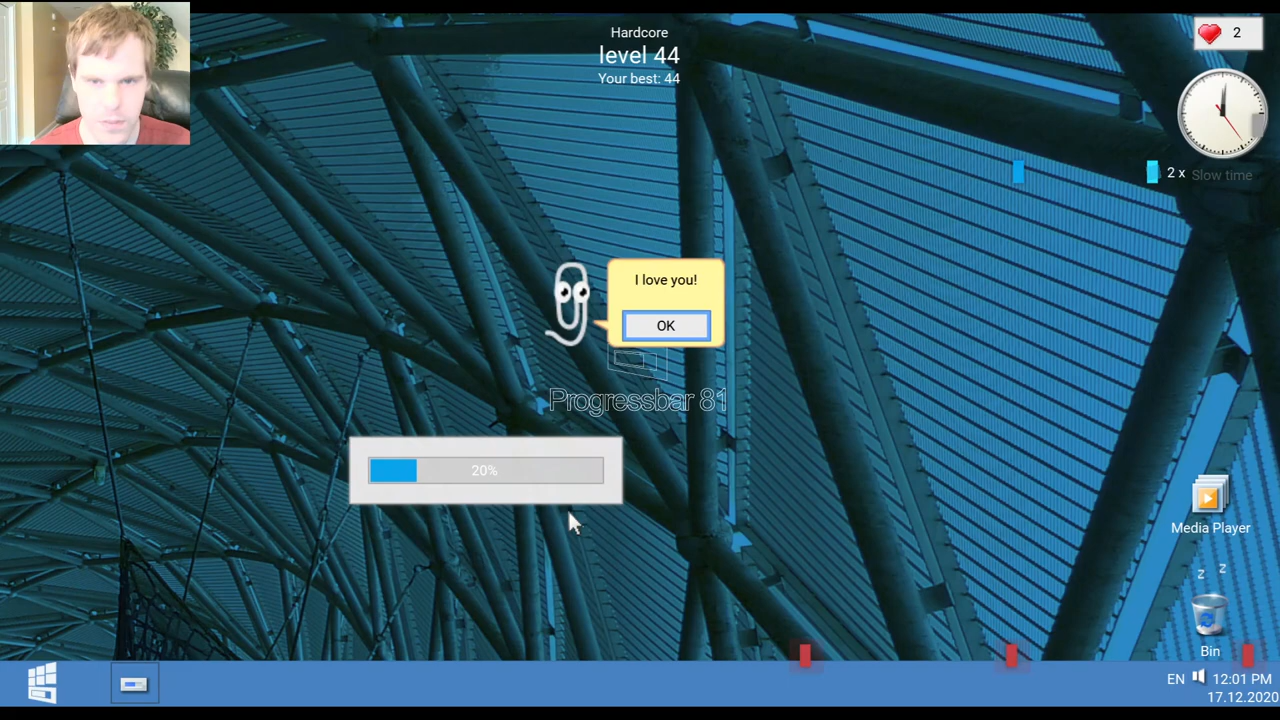 Hardcore
level 44
Your best: 44
2
2 x
Slow time
I love you!
OK
Progressbar 81
20%
Media Player
z z
Bin
EN
12:01 PM
17.12.2020